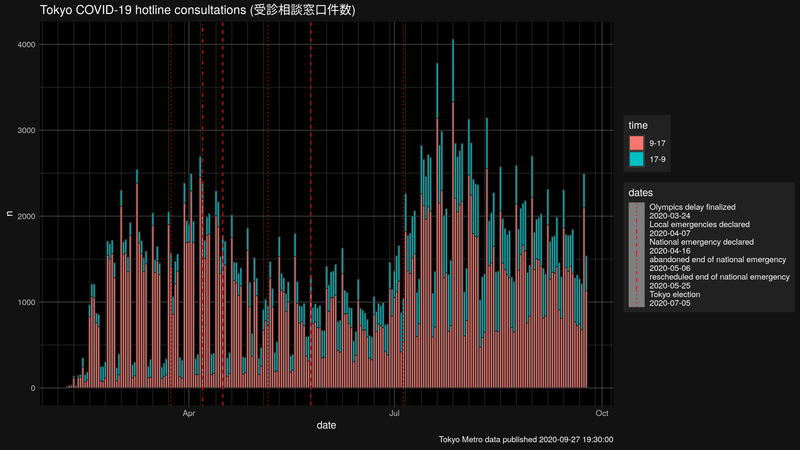 Tokyo COVID-19 hotline consultations (受診相談窓口件数)
4000
3000
2000
1000
0
n
Apr
Jul
Oct
date
time
9-17
17-9
dates
Olympics delay finalized
2020-03-24
Local emergencies declared
2020-04-07
National emergency declared
2020-04-16
abandoned end of national emergency
2020-05-06
rescheduled end of national emergency
2020-05-25
Tokyo election
2020-07-05
Tokyo Metro data published 2020-09-27 19:30:00